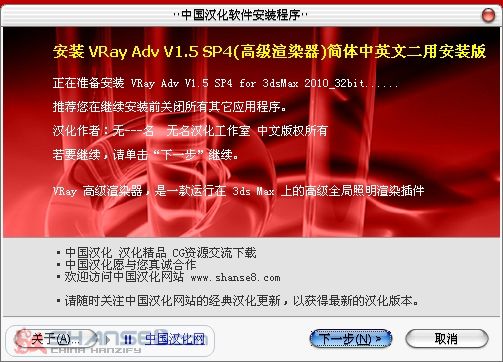 ··中国汉化软件安装程序··
安装 VRay Adv V1.5 SP4(高级渲染器)简体中英文二用安装版
正在准备安装 VRay Adv V1.5 SP4 for 3dsMax 2010_32bit......
推荐您在继续安装前关闭所有其它应用程序。
汉化作者：无---名 无名汉化工作室 中文版权所有
若要继续，请单击“下一步”继续。
VRay 高级渲染器，是一款运行在 3ds Max 上的高级全局照明渲染插件
·中国汉化 汉化精品 CG资源交流下载
·中国汉化愿与您真诚合作
·欢迎访问中国汉化网站 www.shanse8.com
·请随时关注中国汉化网站的经典汉化更新，以获得最新的汉化版本。
SHANSE8
CHINA HANZIFY
关于(A)... 中国汉化网 下一步(N) > 取消